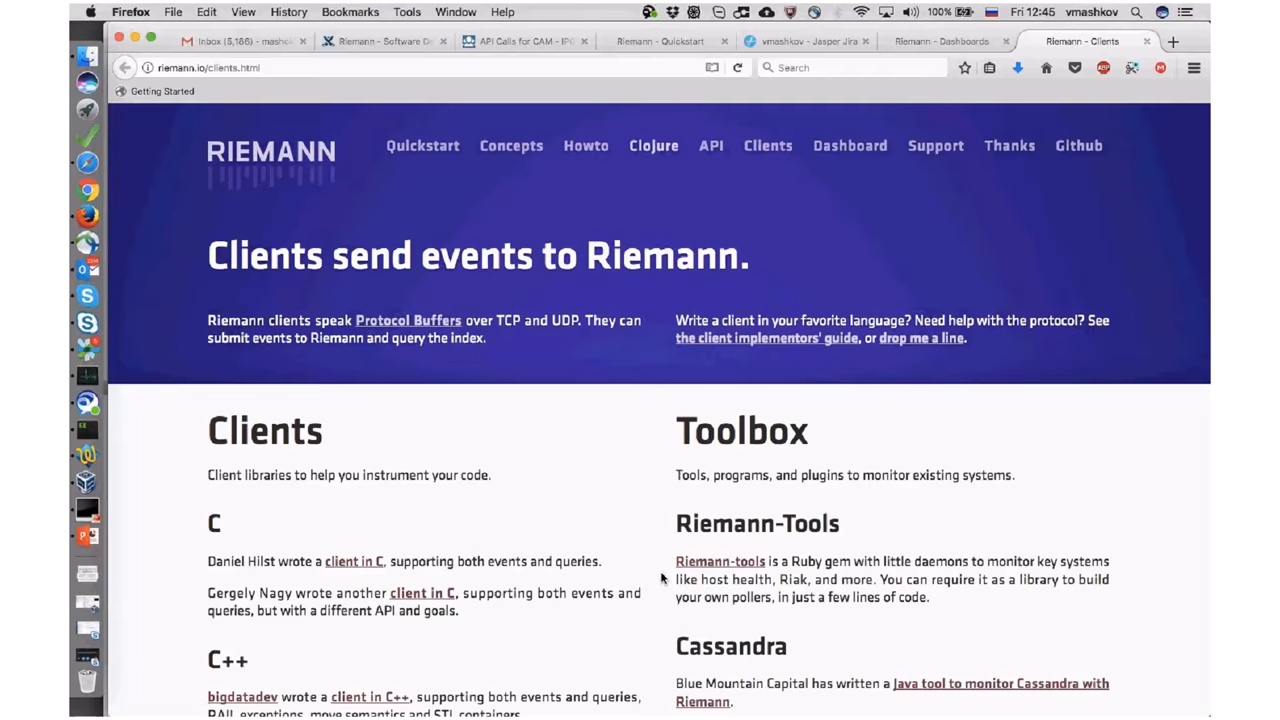 Firefox File Edit View History Bookmarks Tools Window Help 100% Fri 12:45 vmashkov
Inbox (5,186) - mashc Riemann - Software De API Calls for CAM - IPC Riemann - Quickstart vmashkov - Jasper Jira Riemann - Dashboards Riemann - Clients
riemann.io/clients.html Search
Getting Started
RIEMANN Quickstart Concepts Howto Clojure API Clients Dashboard Support Thanks Github
Clients send events to Riemann.
Riemann clients speak Protocol Buffers over TCP and UDP. They can
submit events to Riemann and query the index.
Write a client in your favorite language? Need help with the protocol? See
the client implementors' guide, or drop me a line.
Clients
Client libraries to help you instrument your code.
C
Daniel Hilst wrote a client in C, supporting both events and queries.
Gergely Nagy wrote another client in C, supporting both events and
queries, but with a different API and goals.
C++
bigdatadev wrote a client in C++, supporting both events and queries,
RAII, exceptions, move semantics and STL containers.
Toolbox
Tools, programs, and plugins to monitor existing systems.
Riemann-Tools
Riemann-tools is a Ruby gem with little daemons to monitor key systems
like host health, Riak, and more. You can require it as a library to build
your own pollers, in just a few lines of code.
Cassandra
Blue Mountain Capital has written a Java tool to monitor Cassandra with
Riemann.